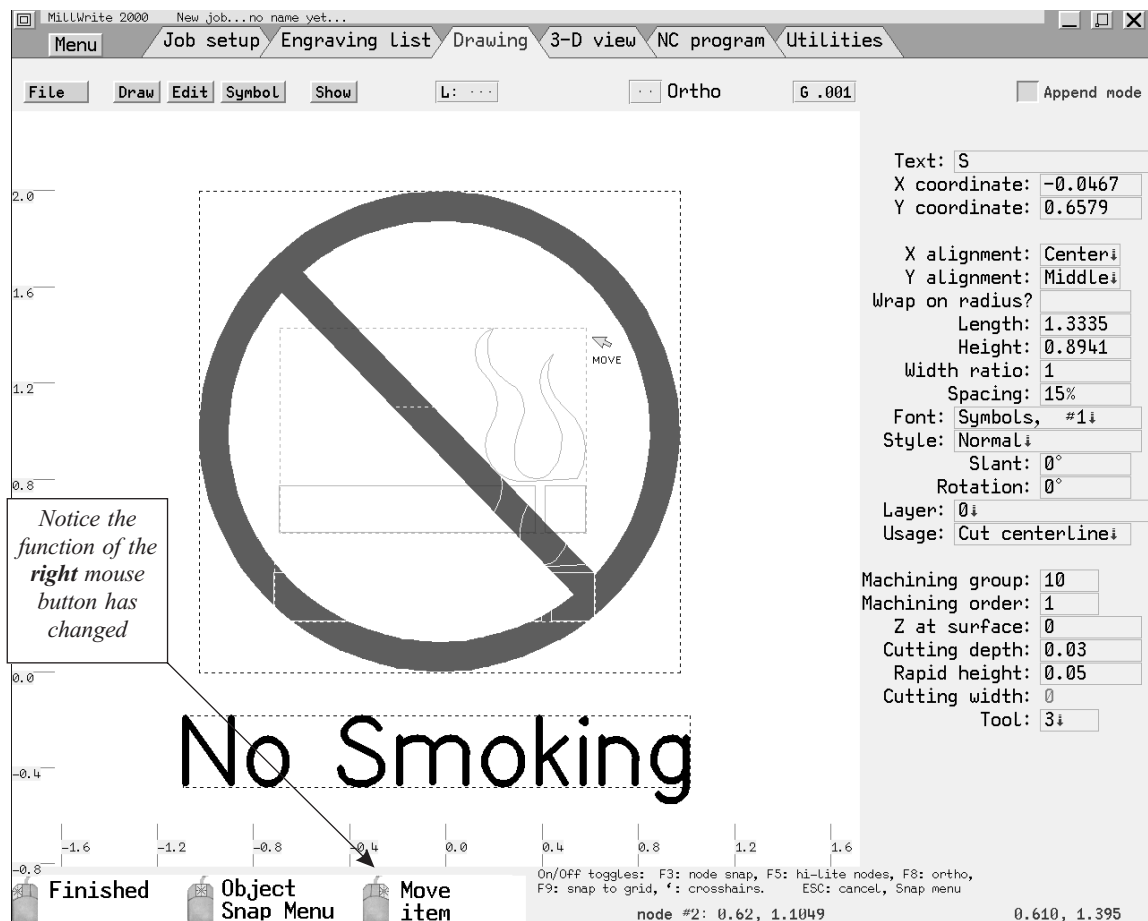 MillWrite 2000 New job...no name yet...
Menu Job setup Engraving list Drawing 3-D view NC program Utilities
File Draw Edit Symbol Show L: ··· ·· Ortho G .001 Append mode
Text: S
X coordinate: -0.0467
Y coordinate: 0.6579
X alignment: Center↓
Y alignment: Middle↓
Wrap on radius?
Length: 1.3335
Height: 0.8941
Width ratio: 1
Spacing: 15%
Font: Symbols, #1↓
Style: Normal↓
Slant: 0°
Rotation: 0°
Layer: 0↓
Usage: Cut centerline↓
Machining group: 10
Machining order: 1
Z at surface: 0
Cutting depth: 0.03
Rapid height: 0.05
Cutting width: 0
Tool: 3↓
2.0
1.6
1.2
0.8
0.0
-0.4
-0.8
MOVE
Notice the
function of the
right mouse
button has
changed
No Smoking
-1.6 -1.2 -0.8 -0.4 0.0 0.4 0.8 1.2 1.6
Finished
Object
Snap Menu
Move
item
On/Off toggles: F3: node snap, F5: hi-lite nodes, F8: ortho,
F9: snap to grid, ‘: crosshairs. ESC: cancel, Snap menu
node #2: 0.62, 1.1049 0.610, 1.395